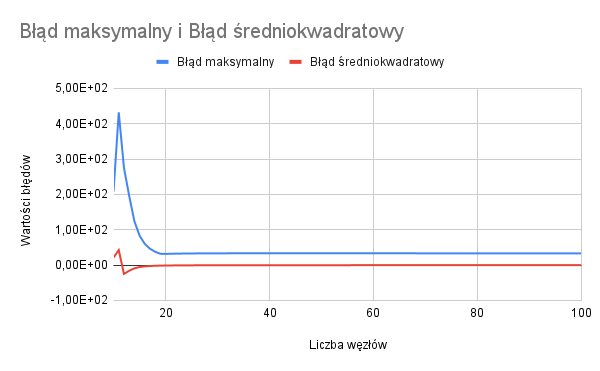 Błąd maksymalny i Błąd średniokwadratowy
Błąd maksymalny Błąd średniokwadratowy
5,00E+02
4,00E+02
3,00E+02
2,00E+02
1,00E+02
0,00E+00
-1,00E+02
Wartości błędów
20 40 60 80 100
Liczba węzłów